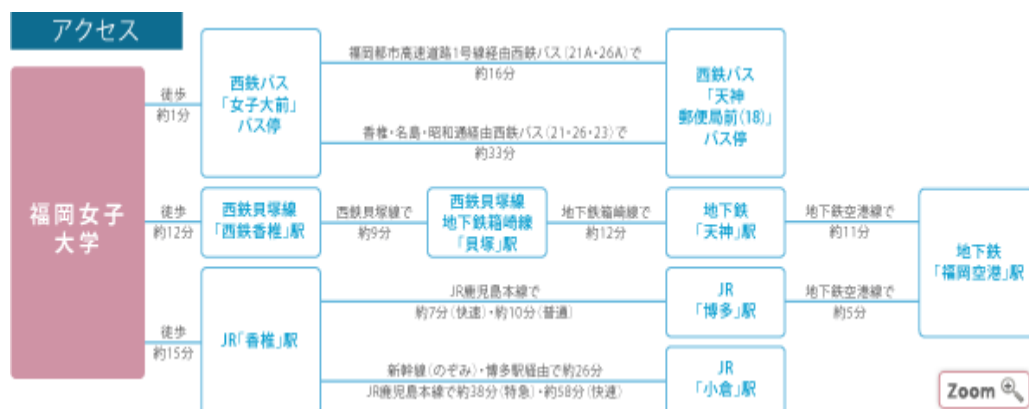 アクセス
福岡女子
大学
徒歩
約1分
西鉄バス
「女子大前」
バス停
福岡都市高速道路1号線経由西鉄バス(21A・26A)で
約16分
香椎・名島・昭和通経由西鉄バス(21・26・23)で
約33分
西鉄バス
「天神
郵便局前(18)」
バス停
徒歩
約12分
西鉄貝塚線
「西鉄香椎」駅
西鉄貝塚線で
約9分
西鉄貝塚線
地下鉄箱崎線
「貝塚」駅
地下鉄箱崎線で
約12分
地下鉄
「天神」駅
地下鉄空港線で
約11分
地下鉄
「福岡空港」駅
徒歩
約15分
JR「香椎」駅
JR鹿児島本線で
約7分(快速)・約10分(普通)
JR
「博多」駅
地下鉄空港線で
約5分
新幹線(のぞみ)・博多駅経由で約26分
JR鹿児島本線で約38分(特急)・約58分(快速)
JR
「小倉」駅
Zoom